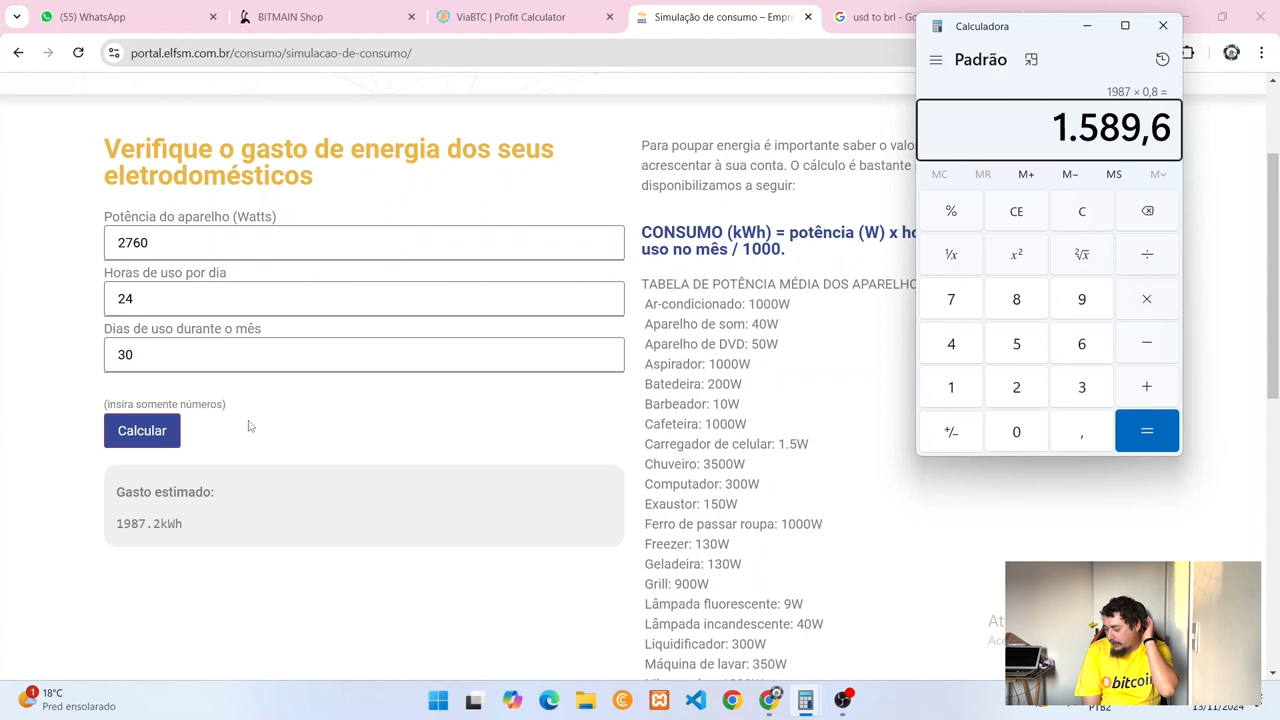 (55) WhatsApp
BITMAIN Shop
ViaBTC | Profit Calculator
Simulação de consumo – Empre
usd to brl - Go
portal.elfsm.com.br/consumo/simulacao-de-consumo/
Verifique o gasto de energia dos seus
eletrodomésticos
Potência do aparelho (Watts)
2760
Horas de uso por dia
24
Dias de uso durante o mês
30
(insira somente números)
Calcular
Gasto estimado:
1987.2kWh
Para poupar energia é importante saber o valo
acrescentar à sua conta. O cálculo é bastante
disponibilizamos a seguir:
CONSUMO (kWh) = potência (W) x ho
uso no mês / 1000.
TABELA DE POTÊNCIA MÉDIA DOS APARELHO
Ar-condicionado: 1000W
Aparelho de som: 40W
Aparelho de DVD: 50W
Aspirador: 1000W
Batedeira: 200W
Barbeador: 10W
Cafeteira: 1000W
Carregador de celular: 1.5W
Chuveiro: 3500W
Computador: 300W
Exaustor: 150W
Ferro de passar roupa: 1000W
Freezer: 130W
Geladeira: 130W
Grill: 900W
Lâmpada fluorescente: 9W
Lâmpada incandescente: 40W
Liquidificador: 300W
Máquina de lavar: 350W
Calculadora
Padrão
1987 × 0,8 =
1.589,6
MC MR M+ M− MS M
% CE C
¹/x x² ²√x ÷
7 8 9 ×
4 5 6 −
1 2 3 +
+/− 0 , =
At
Ace
bitcoin
1
18°C
Pred ensolarado
PTB2
13/11/2024